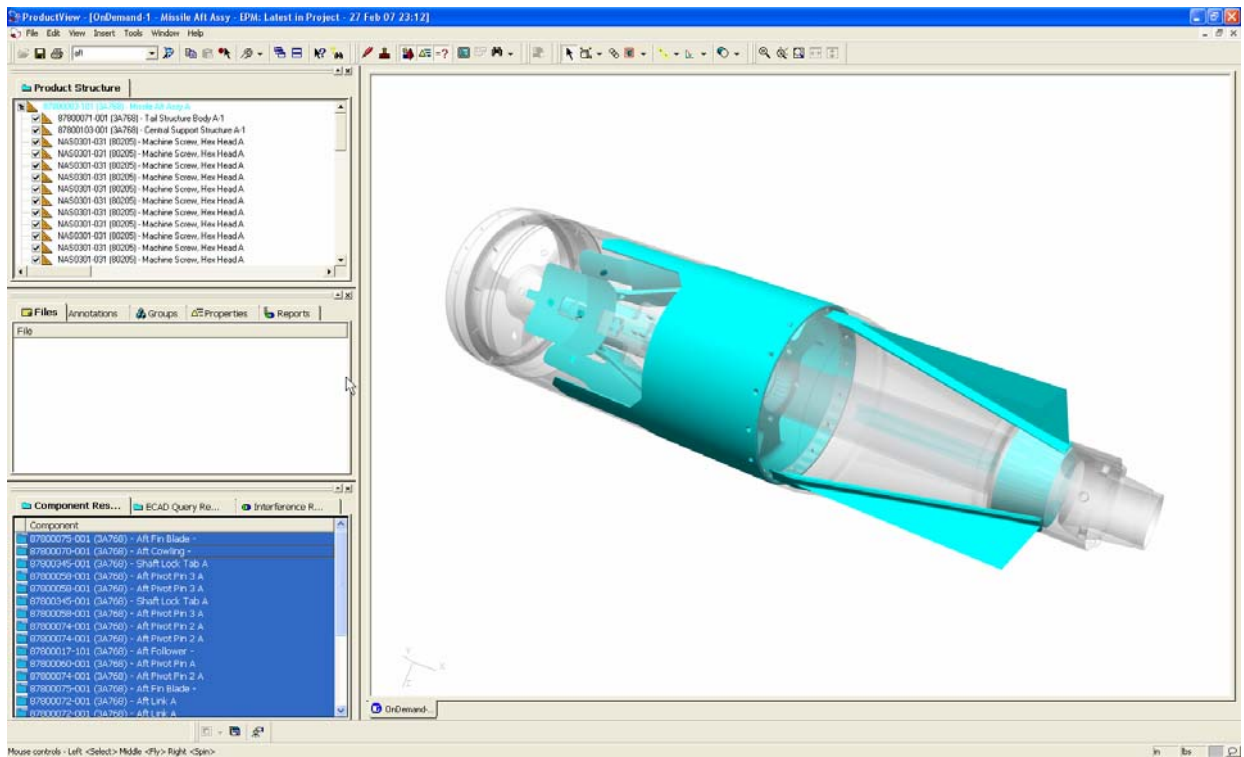 ProductView - [OnDemand-1 - Missile Aft Assy - EPM: Latest in Project - 27 Feb 07 23:12]
File Edit View Insert Tools Window Help
aft
Product Structure
(3A768) - Missile Aft Assy A
87800071-001 (3A768) - Tail Structure Body A-1
87800103-001 (3A768) - Central Support Structure A-1
NAS0301-031 (80205) - Machine Screw, Hex Head A
NAS0301-031 (80205) - Machine Screw, Hex Head A
NAS0301-031 (80205) - Machine Screw, Hex Head A
NAS0301-031 (80205) - Machine Screw, Hex Head A
NAS0301-031 (80205) - Machine Screw, Hex Head A
NAS0301-031 (80205) - Machine Screw, Hex Head A
NAS0301-031 (80205) - Machine Screw, Hex Head A
NAS0301-031 (80205) - Machine Screw, Hex Head A
NAS0301-031 (80205) - Machine Screw, Hex Head A
NAS0301-031 (80205) - Machine Screw, Hex Head A
NAS0301-031 (80205) - Machine Screw, Hex Head A
Files Annotations Groups Properties Reports
File
Component Res... ECAD Query Re... Interference R...
Component
87800075-001 (3A768) - Aft Fin Blade -
87800070-001 (3A768) - Aft Cowling -
87800345-001 (3A768) - Shaft Lock Tab A
87800058-001 (3A768) - Aft Pivot Pin 3 A
87800058-001 (3A768) - Aft Pivot Pin 3 A
87800345-001 (3A768) - Shaft Lock Tab A
87800058-001 (3A768) - Aft Pivot Pin 3 A
87800074-001 (3A768) - Aft Pivot Pin 2 A
87800074-001 (3A768) - Aft Pivot Pin 2 A
87800017-101 (3A768) - Aft Follower -
87800060-001 (3A768) - Aft Pivot Pin A
87800074-001 (3A768) - Aft Pivot Pin 2 A
87800075-001 (3A768) - Aft Fin Blade -
87800072-001 (3A768) - Aft Link A
87800072-001 (3A768) - Aft Link A
Y
X
Z
OnDemand-...
Mouse controls - Left <Select> Middle <Fly> Right <Spin>
in lbs